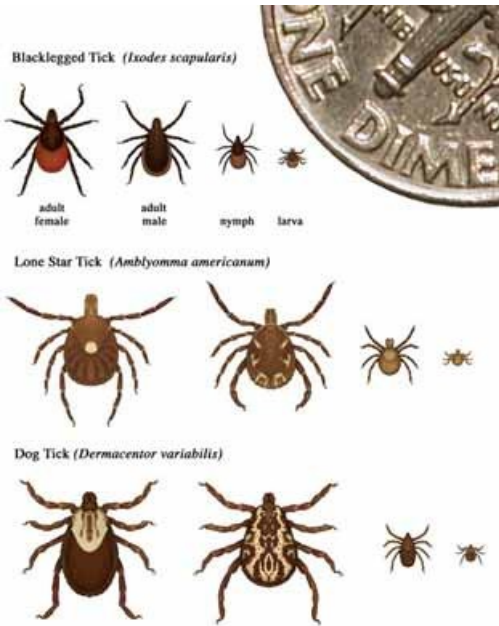 Blacklegged Tick (Ixodes scapularis)
ONE DIME
adult female
adult male
nymph
larva
Lone Star Tick (Amblyomma americanum)
Dog Tick (Dermacentor variabilis)